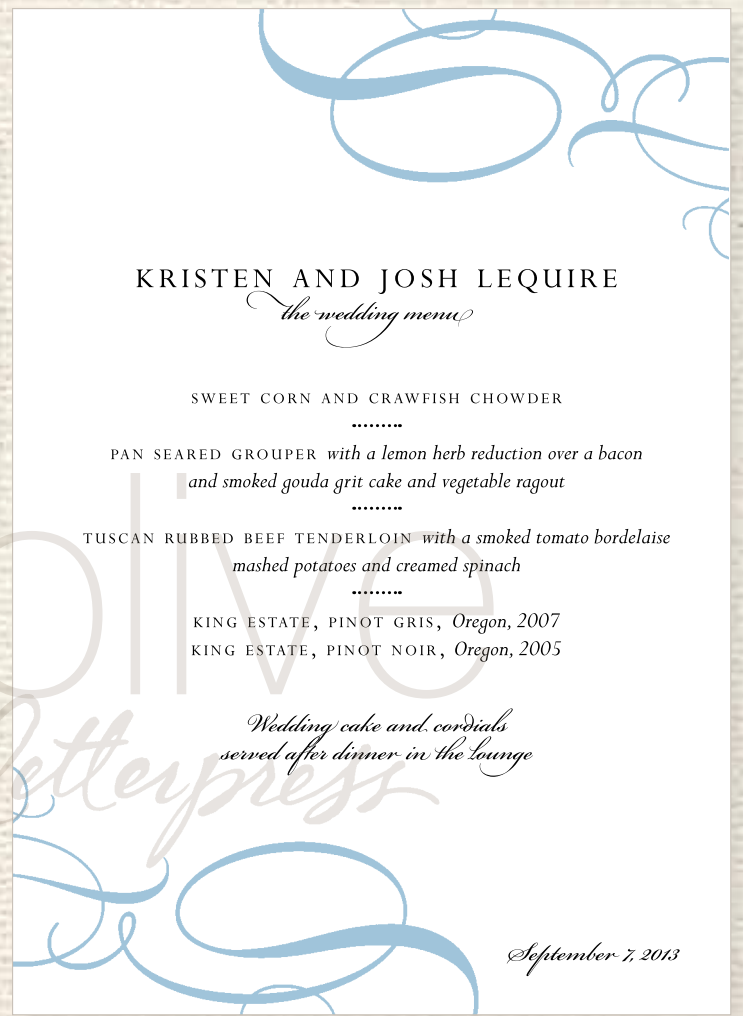 KRISTEN AND JOSH LEQUIRE
the wedding menu
SWEET CORN AND CRAWFISH CHOWDER
PAN SEARED GROUPER with a lemon herb reduction over a bacon
and smoked gouda grit cake and vegetable ragout
TUSCAN RUBBED BEEF TENDERLOIN with a smoked tomato bordelaise
mashed potatoes and creamed spinach
KING ESTATE, PINOT GRIS, Oregon, 2007
KING ESTATE, PINOT NOIR, Oregon, 2005
Wedding cake and cordials
served after dinner in the lounge
olive
letterpress
September 7, 2013